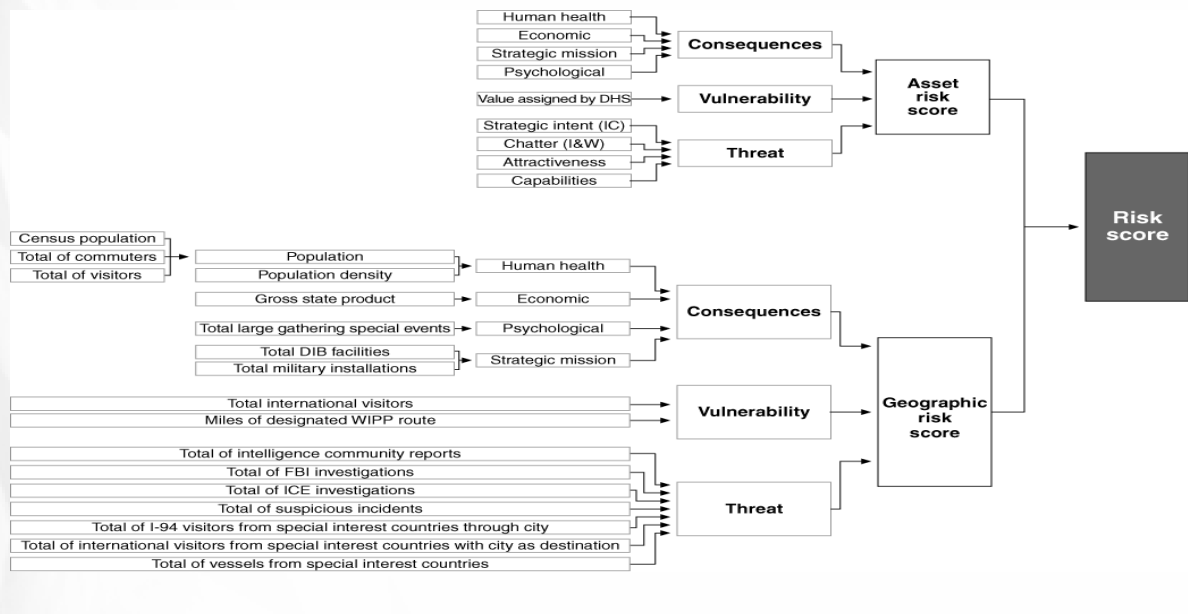 Human health
Economic
Strategic mission
Psychological
Consequences
Value assigned by DHS
Vulnerability
Strategic intent (IC)
Chatter (I&W)
Attractiveness
Capabilities
Threat
Asset
risk
score
Risk
score
Census population
Total of commuters
Total of visitors
Population
Population density
Human health
Gross state product
Economic
Total large gathering special events
Psychological
Total DIB facilities
Total military installations
Strategic mission
Consequences
Total international visitors
Miles of designated WIPP route
Vulnerability
Geographic
risk
score
Total of intelligence community reports
Total of FBI investigations
Total of ICE investigations
Total of suspicious incidents
Total of I-94 visitors from special interest countries through city
Total of international visitors from special interest countries with city as destination
Total of vessels from special interest countries
Threat